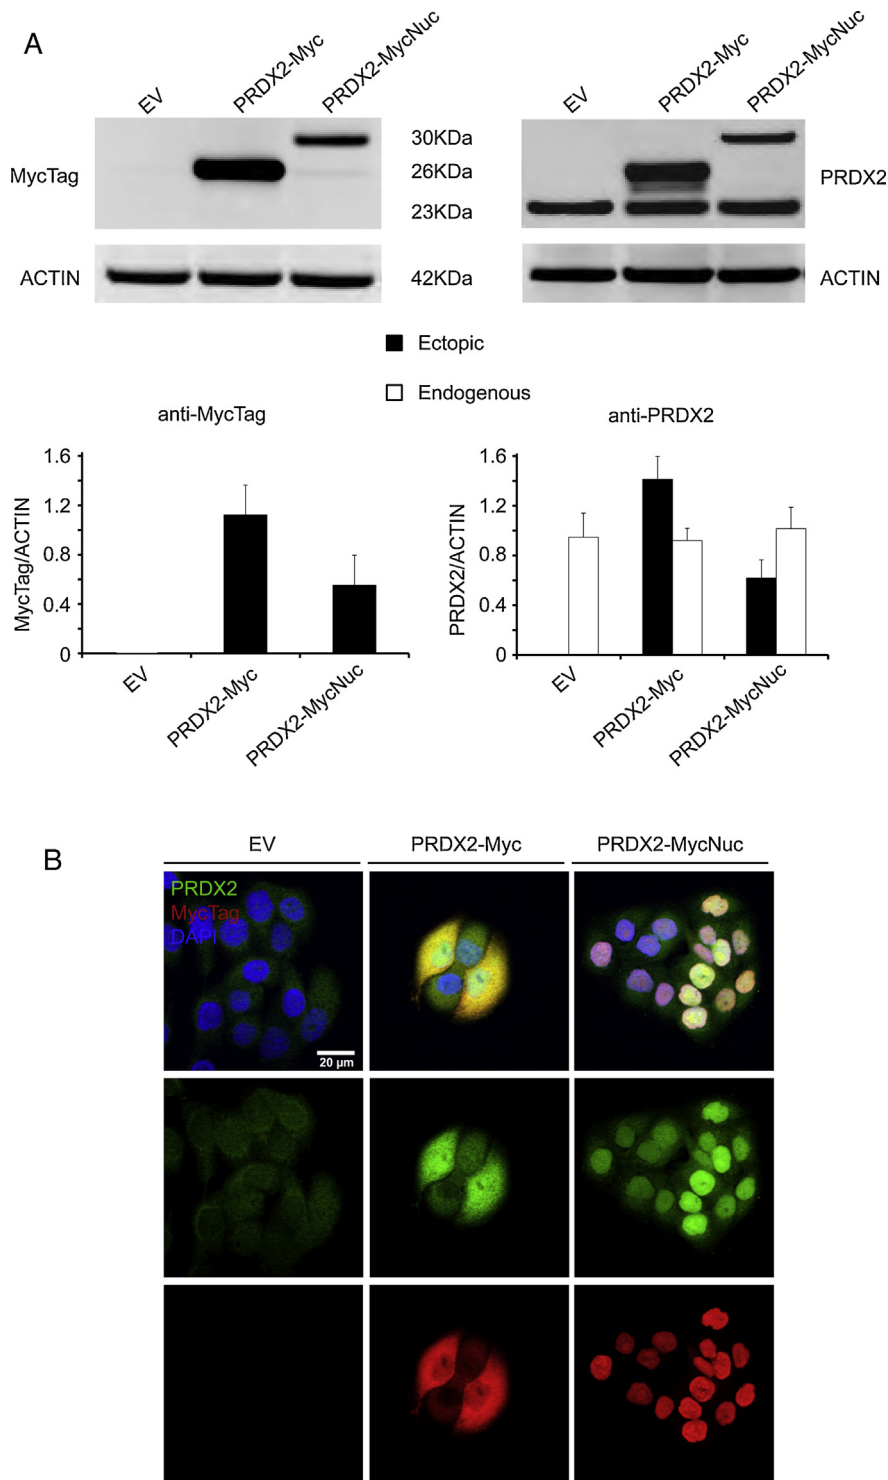 A
EV
PRDX2-Myc
PRDX2-MycNuc
EV
PRDX2-Myc
PRDX2-MycNuc
MycTag
30KDa
26KDa
23KDa
PRDX2
ACTIN
42KDa
ACTIN
Ectopic
Endogenous
anti-MycTag
anti-PRDX2
MycTag/ACTIN
1.6
1.2
0.8
0.4
0
EV
PRDX2-Myc
PRDX2-MycNuc
PRDX2/ACTIN
1.6
1.2
0.8
0.4
0
EV
PRDX2-Myc
PRDX2-MycNuc
B
EV
PRDX2-Myc
PRDX2-MycNuc
PRDX2
MycTag
DAPI
20 µm